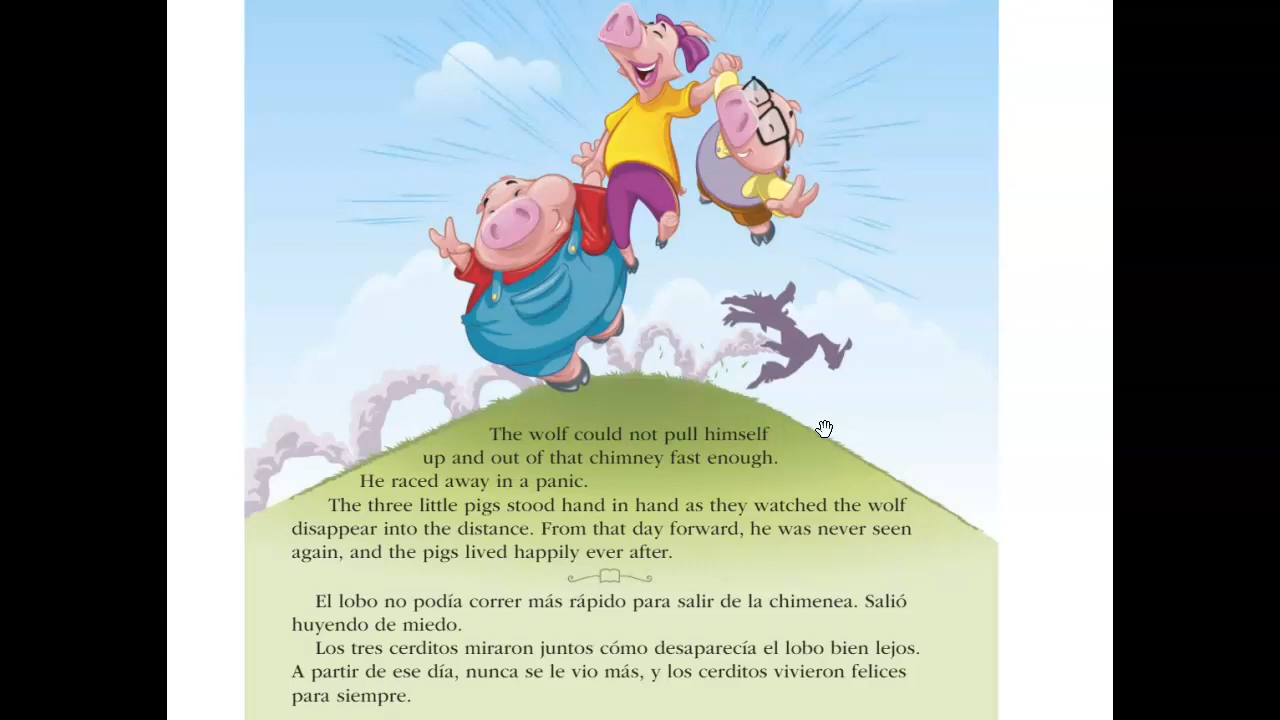 The wolf could not pull himself
up and out of that chimney fast enough.
He raced away in a panic.
The three little pigs stood hand in hand as they watched the wolf
disappear into the distance. From that day forward, he was never seen
again, and the pigs lived happily ever after.
El lobo no podía correr más rápido para salir de la chimenea. Salió
huyendo de miedo.
Los tres cerditos miraron juntos cómo desaparecía el lobo bien lejos.
A partir de ese día, nunca se le vio más, y los cerditos vivieron felices
para siempre.